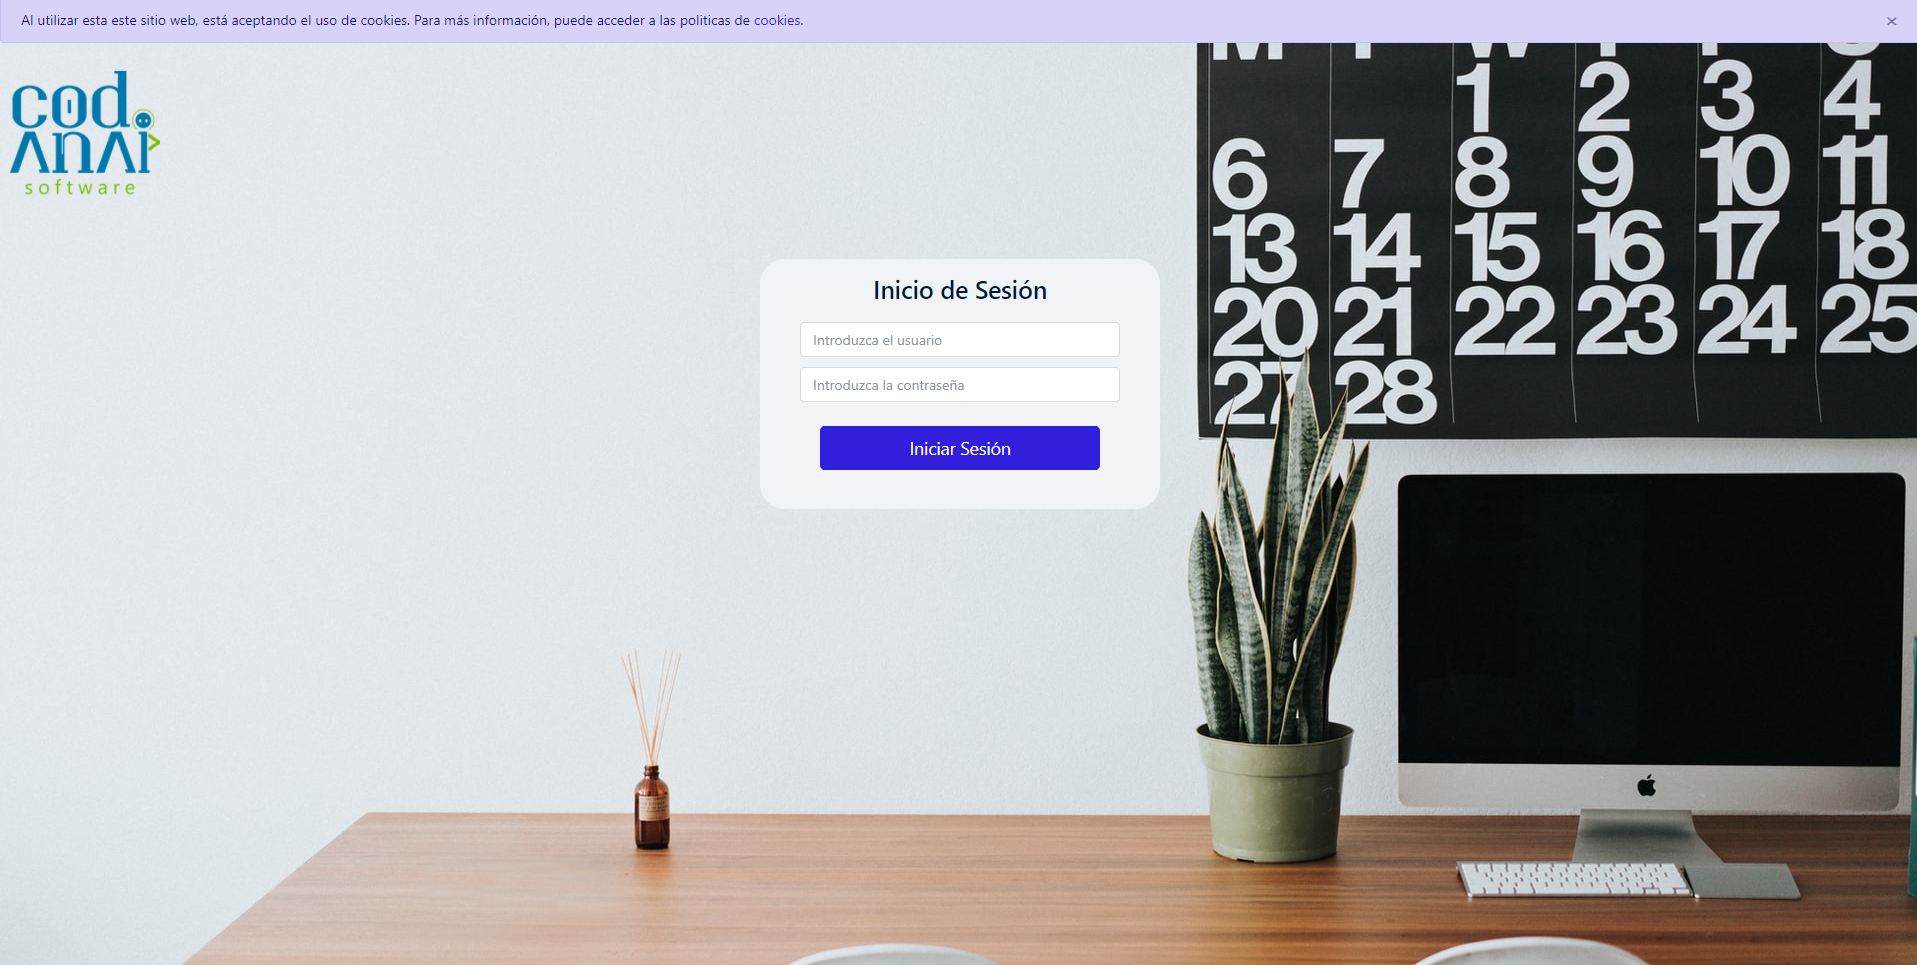 Al utilizar esta este sitio web, está aceptando el uso de cookies. Para más información, puede acceder a las politicas de cookies.
×
cod
anai
software
M T W T F S
1 2 3 4
6 7 8 9 10 11
13 14 15 16 17 18
20 21 22 23 24 25
27 28
Inicio de Sesión
Introduzca el usuario
Introduzca la contraseña
Iniciar Sesión